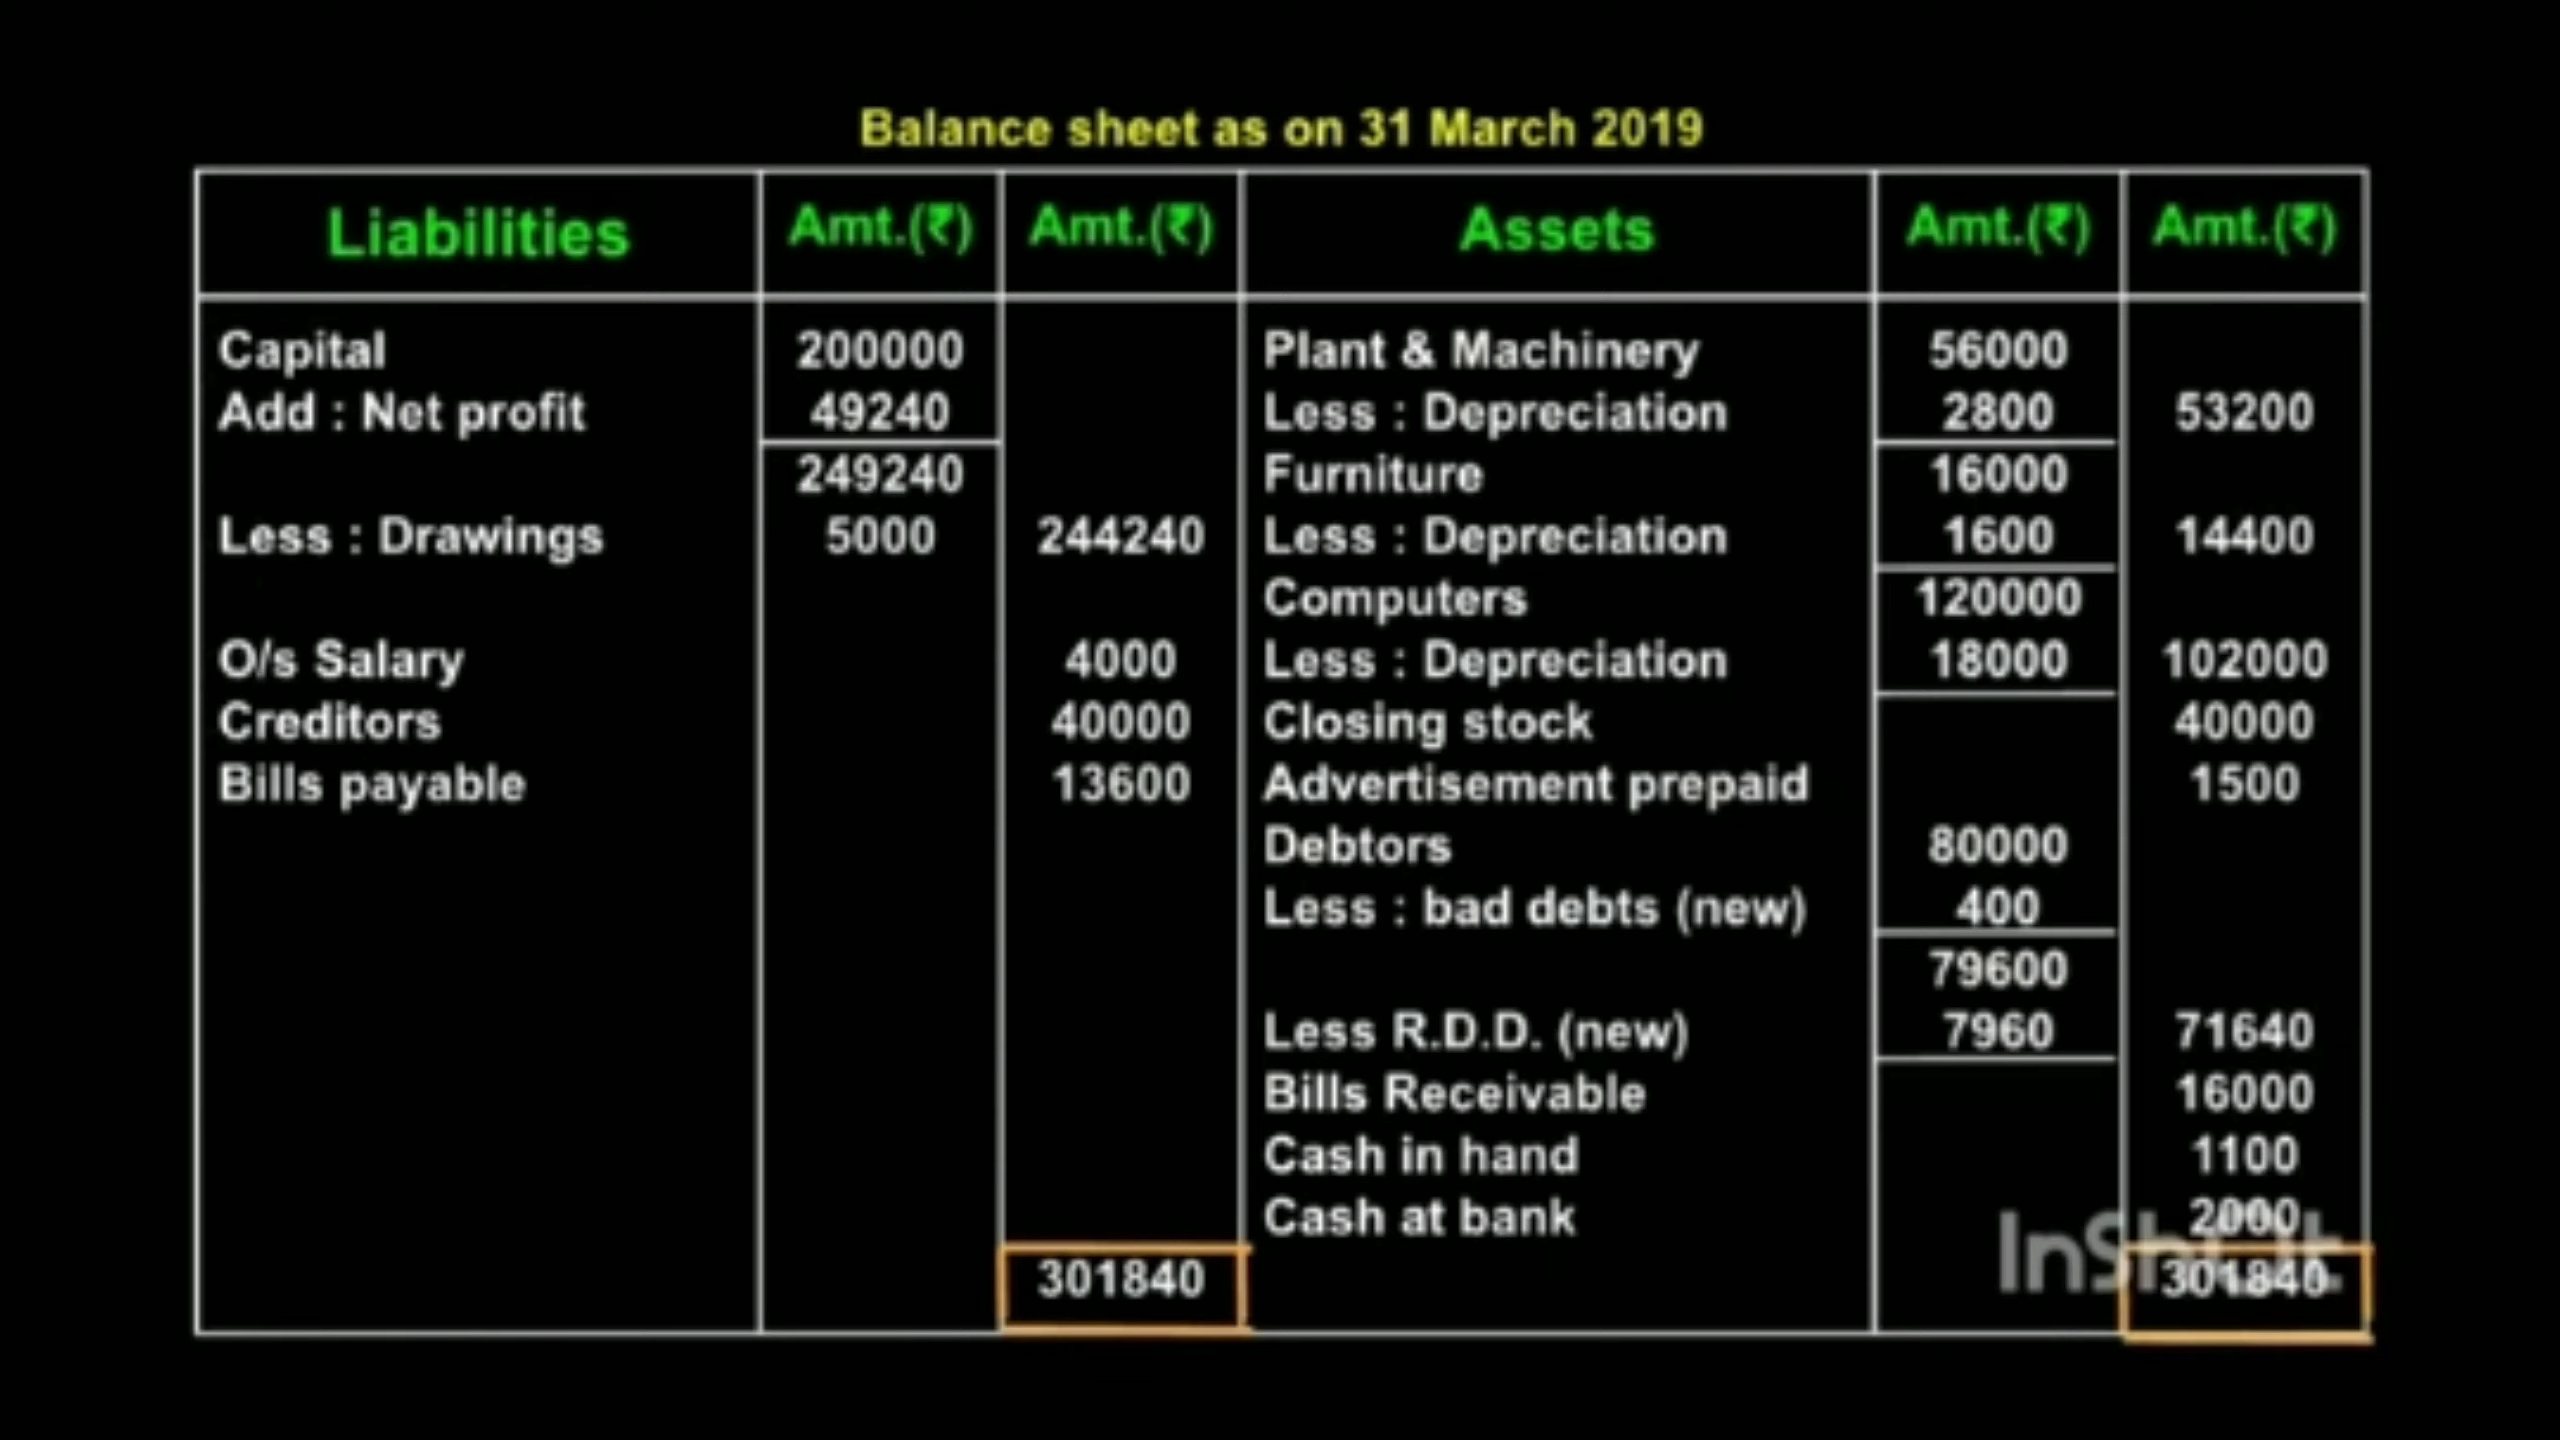 Balance sheet as on 31 March 2019
Liabilities Amt.(₹) Amt.(₹) Assets Amt.(₹) Amt.(₹)
Capital 200000 Plant & Machinery 56000
Add : Net profit 49240 Less : Depreciation 2800 53200
249240 Furniture 16000
Less : Drawings 5000 244240 Less : Depreciation 1600 14400
Computers 120000
O/s Salary 4000 Less : Depreciation 18000 102000
Creditors 40000 Closing stock 40000
Bills payable 13600 Advertisement prepaid 1500
Debtors 80000
Less : bad debts (new) 400
79600
Less R.D.D. (new) 7960 71640
Bills Receivable 16000
Cash in hand 1100
Cash at bank 2000
301840 301840
InShOt